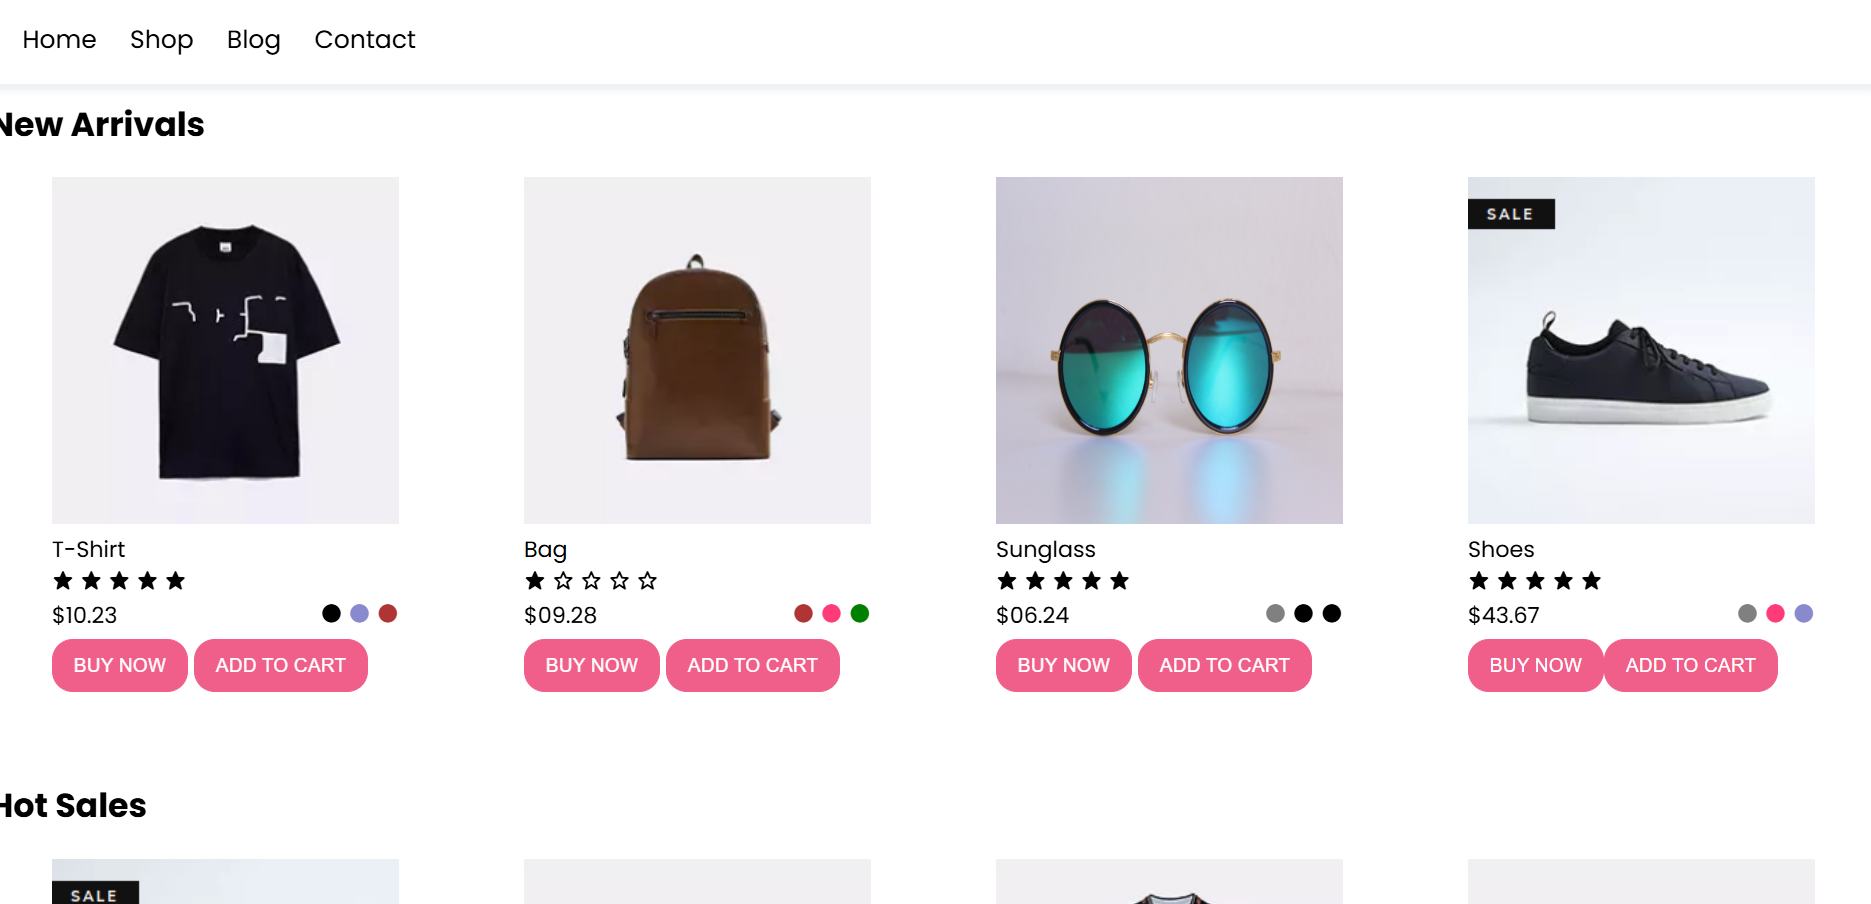 Home Shop Blog Contact
New Arrivals
SALE
T-Shirt
$10.23
BUY NOW ADD TO CART
Bag
$09.28
BUY NOW ADD TO CART
Sunglass
$06.24
BUY NOW ADD TO CART
Shoes
$43.67
BUY NOW ADD TO CART
Hot Sales
SALE